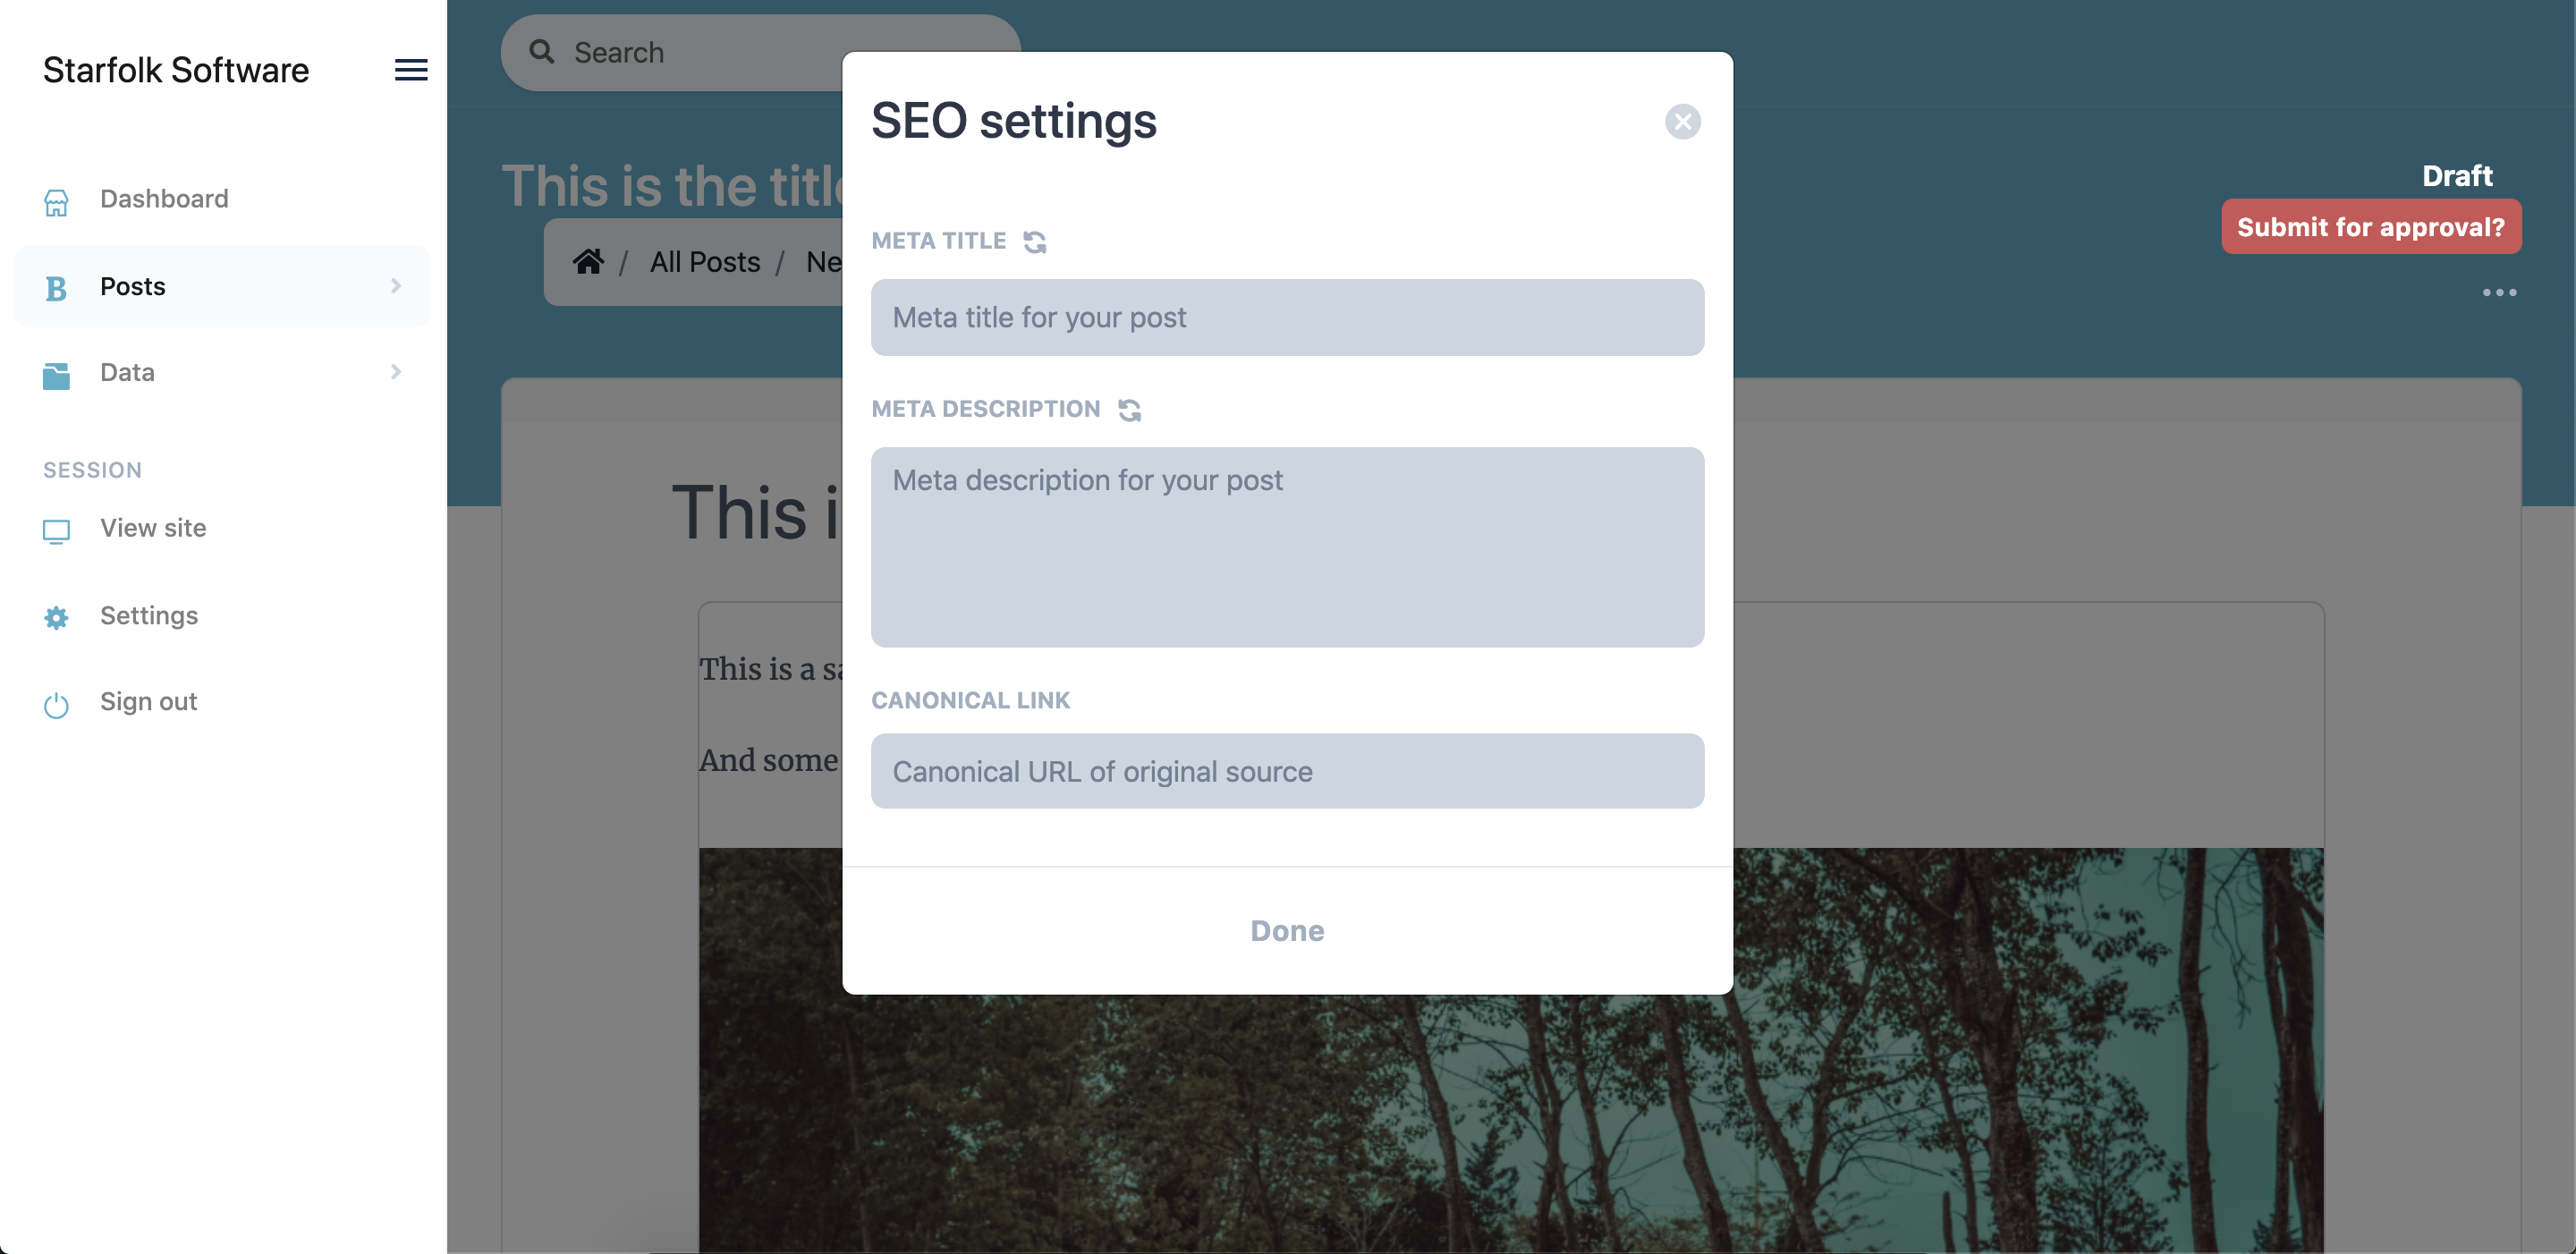 Starfolk Software
Dashboard
Posts
Data
SESSION
View site
Settings
Sign out
Search
This is the title
Draft
Submit for approval?
/ All Posts / Ne
This i
This is a sa
And some
SEO settings
META TITLE
Meta title for your post
META DESCRIPTION
Meta description for your post
CANONICAL LINK
Canonical URL of original source
Done